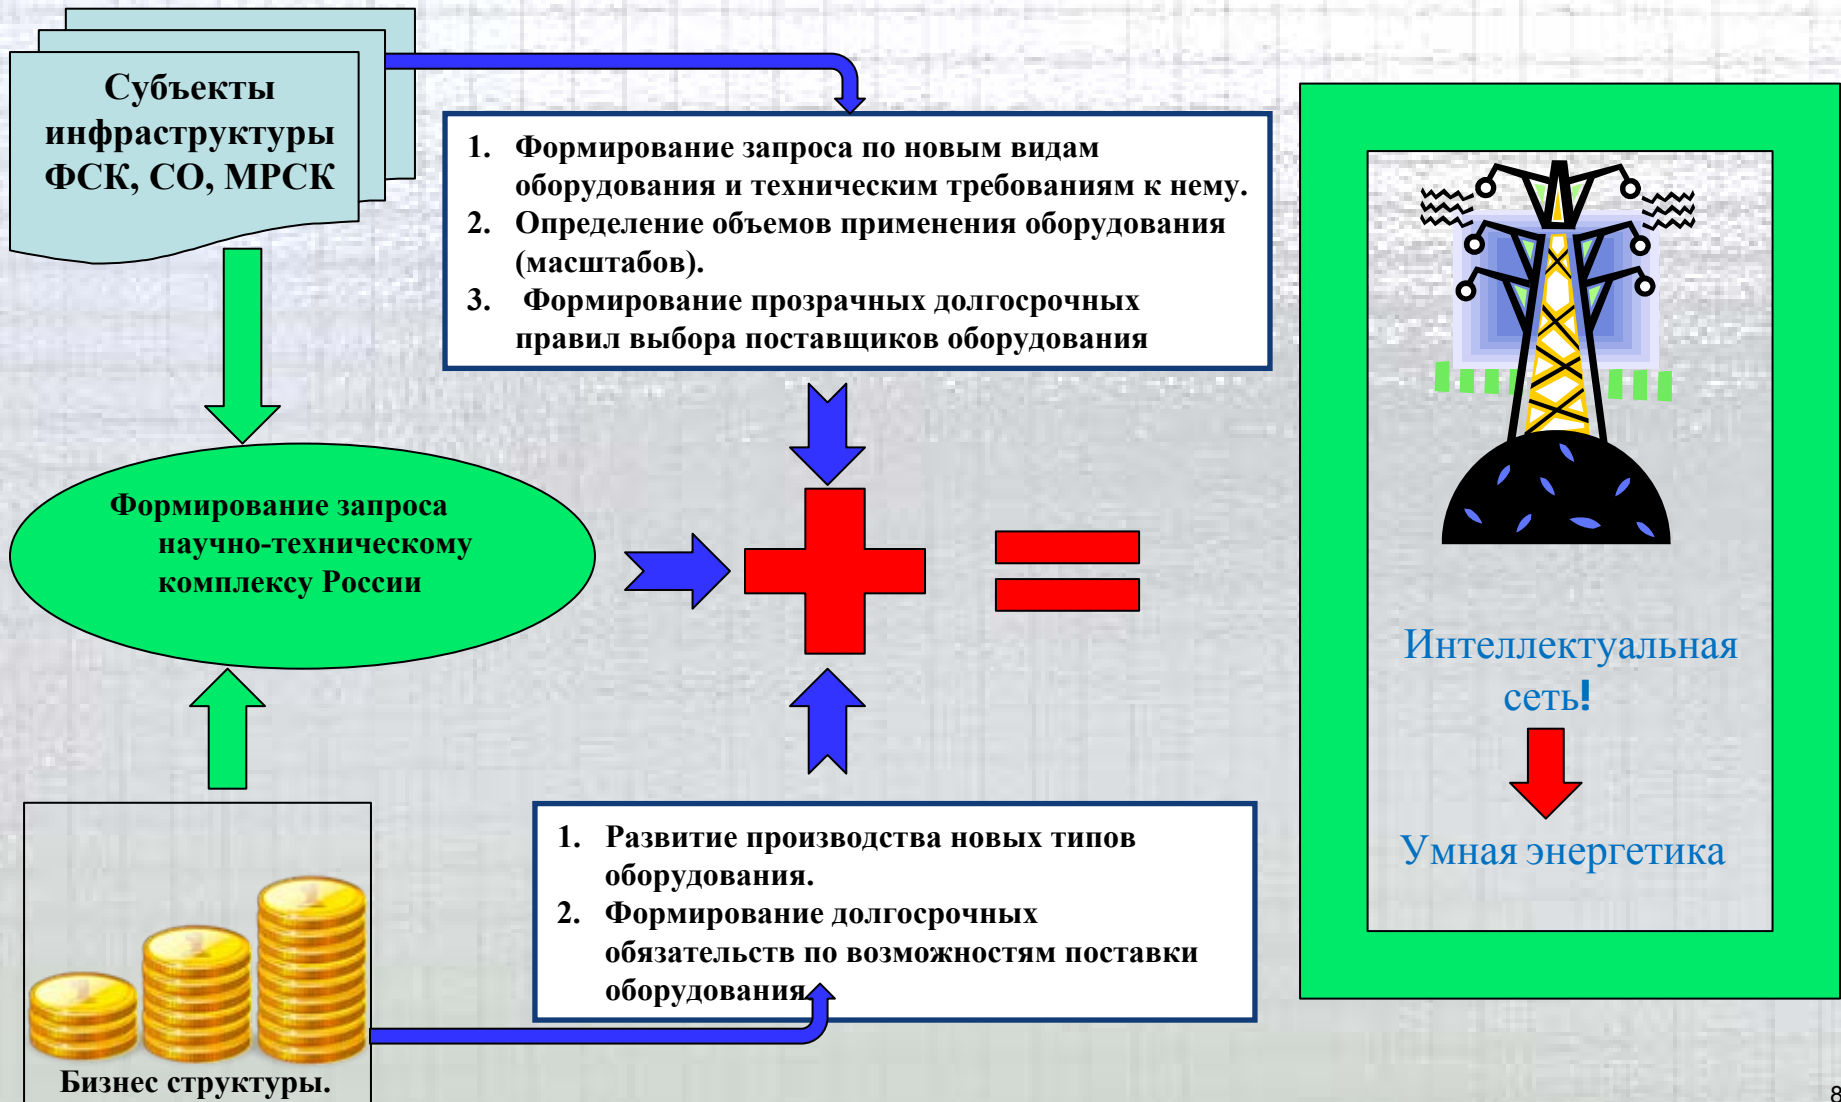 Субъекты
инфраструктуры
ФСК, СО, МРСК
1. Формирование запроса по новым видам
оборудования и техническим требованиям к нему.
2. Определение объемов применения оборудования
(масштабов).
3. Формирование прозрачных долгосрочных
правил выбора поставщиков оборудования
Формирование запроса
научно-техническому
комплексу России
1. Развитие производства новых типов
оборудования.
2. Формирование долгосрочных
обязательств по возможностям поставки
оборудования
Бизнес структуры.
Интеллектуальная
сеть!
Умная энергетика
8